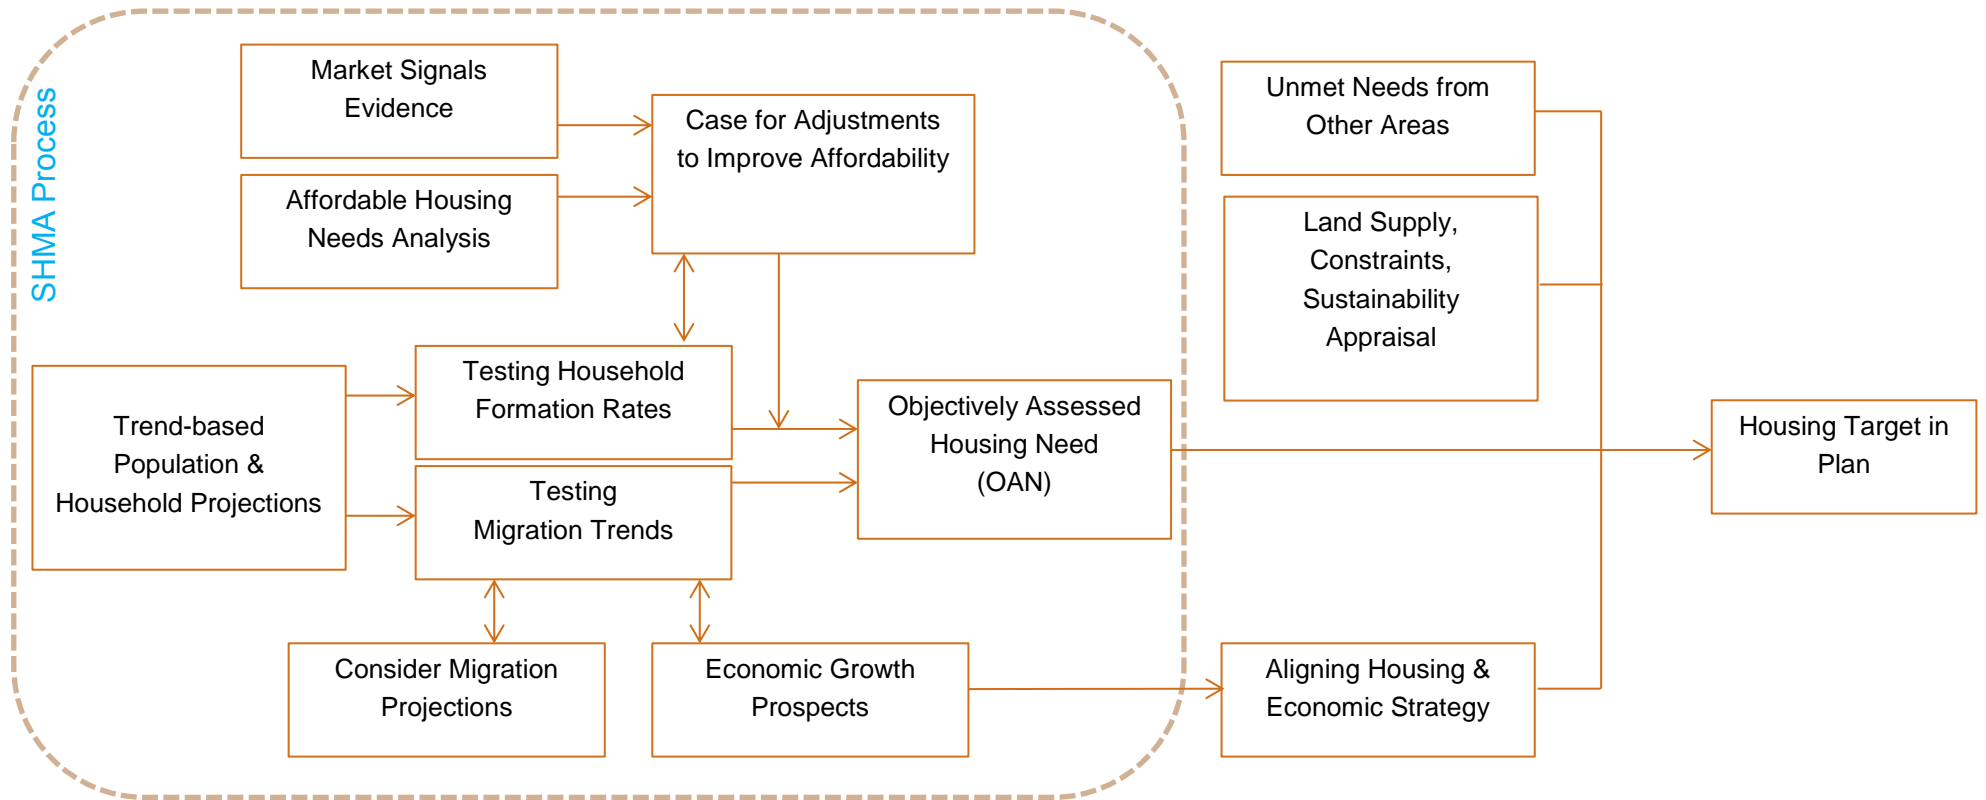 SHMA Process
Market Signals
Evidence
Affordable Housing
Needs Analysis
Case for Adjustments
to Improve Affordability
Trend-based
Population &
Household Projections
Testing Household
Formation Rates
Testing
Migration Trends
Consider Migration
Projections
Economic Growth
Prospects
Objectively Assessed
Housing Need
(OAN)
Unmet Needs from
Other Areas
Land Supply,
Constraints,
Sustainability
Appraisal
Aligning Housing &
Economic Strategy
Housing Target in
Plan